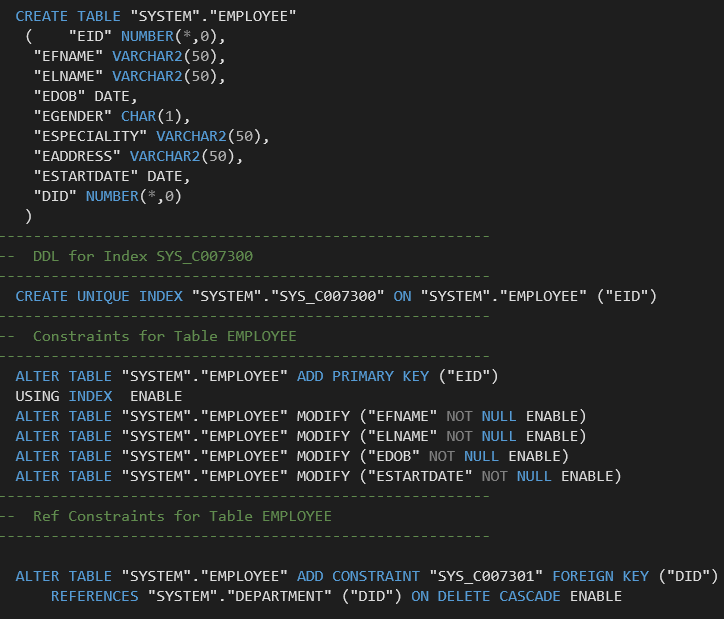 CREATE TABLE "SYSTEM"."EMPLOYEE"
(    "EID" NUMBER(*,0),
"EFNAME" VARCHAR2(50),
"ELNAME" VARCHAR2(50),
"EDOB" DATE,
"EGENDER" CHAR(1),
"ESPECIALITY" VARCHAR2(50),
"EADDRESS" VARCHAR2(50),
"ESTARTDATE" DATE,
"DID" NUMBER(*,0)
)
--------------------------------------------------------
--  DDL for Index SYS_C007300
--------------------------------------------------------
CREATE UNIQUE INDEX "SYSTEM"."SYS_C007300" ON "SYSTEM"."EMPLOYEE" ("EID")
--------------------------------------------------------
--  Constraints for Table EMPLOYEE
--------------------------------------------------------
ALTER TABLE "SYSTEM"."EMPLOYEE" ADD PRIMARY KEY ("EID")
USING INDEX  ENABLE
ALTER TABLE "SYSTEM"."EMPLOYEE" MODIFY ("EFNAME" NOT NULL ENABLE)
ALTER TABLE "SYSTEM"."EMPLOYEE" MODIFY ("ELNAME" NOT NULL ENABLE)
ALTER TABLE "SYSTEM"."EMPLOYEE" MODIFY ("EDOB" NOT NULL ENABLE)
ALTER TABLE "SYSTEM"."EMPLOYEE" MODIFY ("ESTARTDATE" NOT NULL ENABLE)
--------------------------------------------------------
--  Ref Constraints for Table EMPLOYEE
--------------------------------------------------------
ALTER TABLE "SYSTEM"."EMPLOYEE" ADD CONSTRAINT "SYS_C007301" FOREIGN KEY ("DID")
REFERENCES "SYSTEM"."DEPARTMENT" ("DID") ON DELETE CASCADE ENABLE